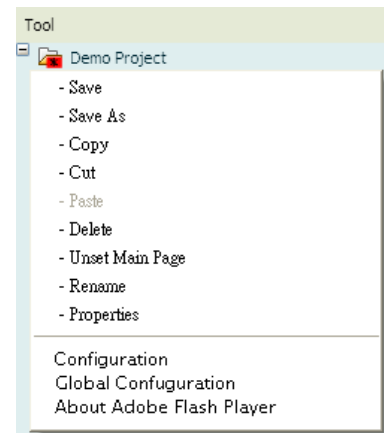 Tool
Demo Project
- Save
- Save As
- Copy
- Cut
- Paste
- Delete
- Unset Main Page
- Rename
- Properties
Configuration
Global Confuguration
About Adobe Flash Player